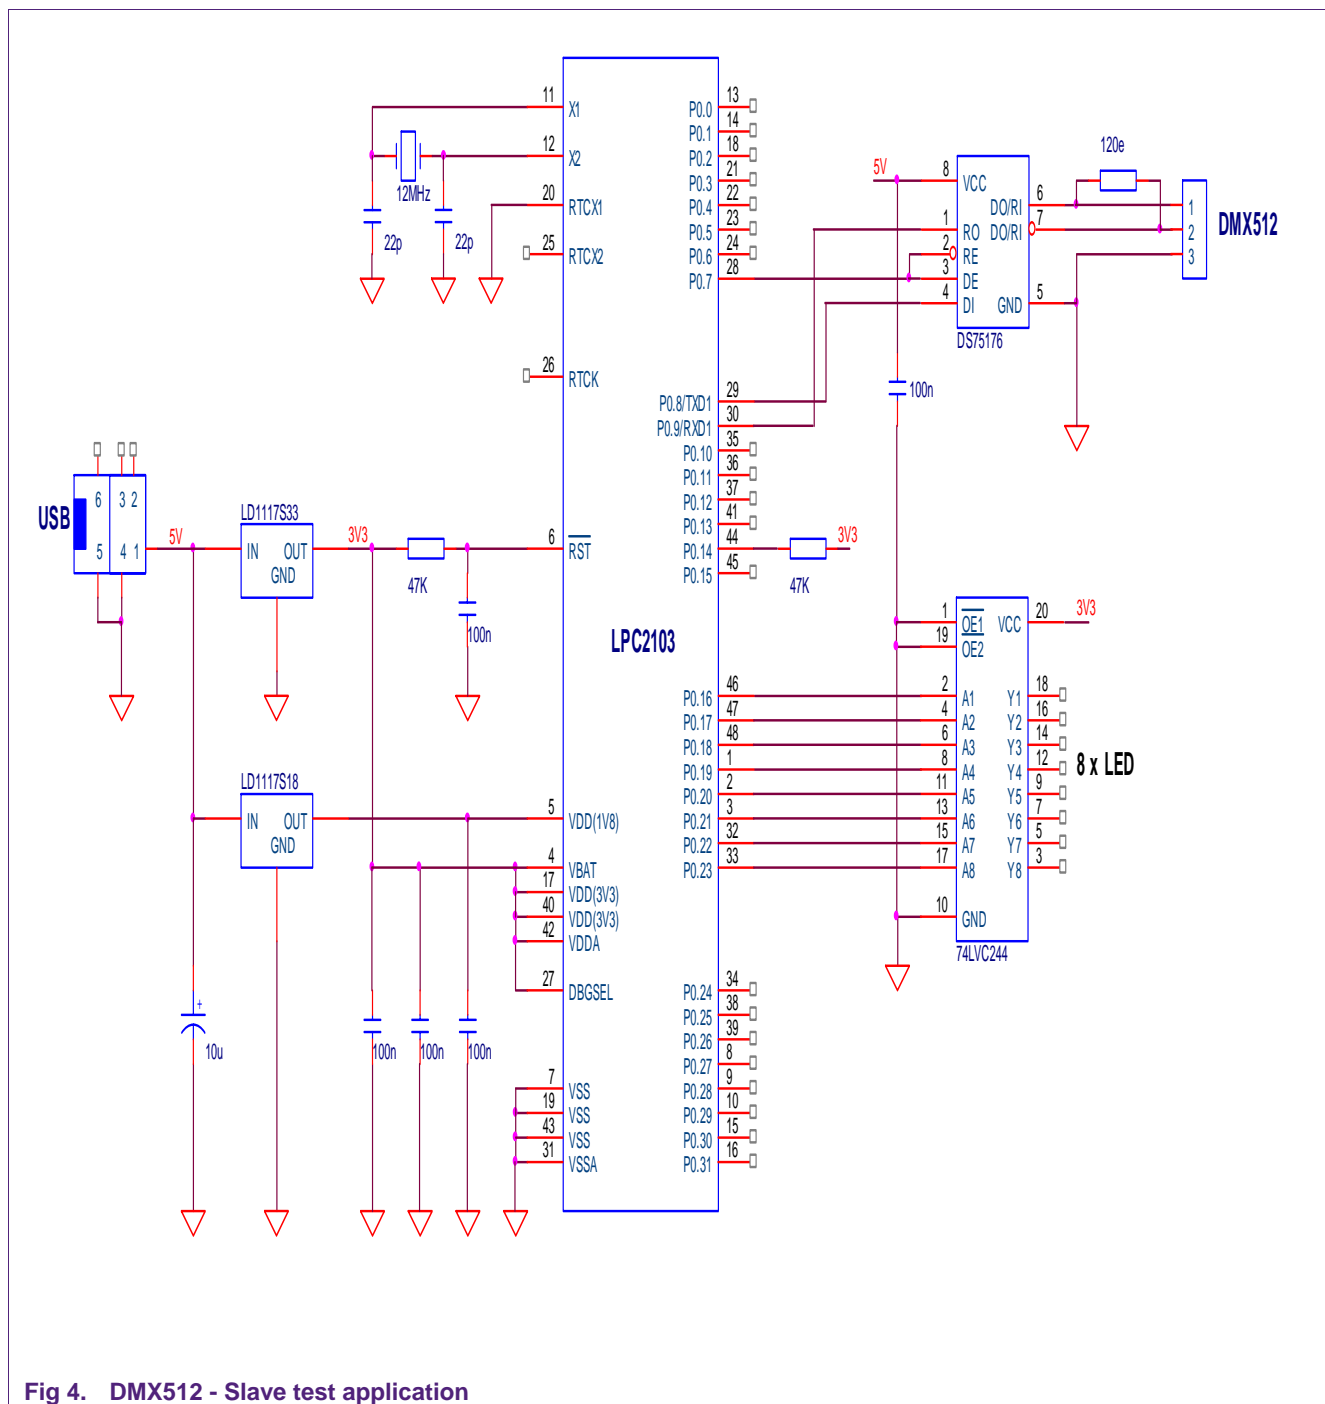 11 X1
12 X2
12MHz
22p 22p
20 RTCX1
25 RTCX2
26 RTCK
USB
6 3 2
5 4 1
5V
LD1117S33
IN OUT
GND
3V3
47K
100n
6 RST
LD1117S18
IN OUT
GND
5 VDD(1V8)
4 VBAT
17 VDD(3V3)
40 VDD(3V3)
42 VDDA
27 DBGSEL
+
10u
100n 100n 100n
7 VSS
19 VSS
43 VSS
31 VSSA
LPC2103
P0.0 13
P0.1 14
P0.2 18
P0.3 21
P0.4 22
P0.5 23
P0.6 24
P0.7 28
P0.8/TXD1 29
P0.9/RXD1 30
P0.10 35
P0.11 36
P0.12 37
P0.13 41
P0.14 44
P0.15 45
47K
3V3
P0.16 46
P0.17 47
P0.18 48
P0.19 1
P0.20 2
P0.21 3
P0.22 32
P0.23 33
P0.24 34
P0.25 38
P0.26 39
P0.27 8
P0.28 9
P0.29 10
P0.30 15
P0.31 16
5V
8 VCC
1 RO
2 RE
3 DE
4 DI
DO/RI 6
DO/RI 7
GND 5
DS75176
120e
1
2
3
DMX512
100n
1 OE1
19 OE2
VCC 20
3V3
2 A1 Y1 18
4 A2 Y2 16
6 A3 Y3 14
8 A4 Y4 12
11 A5 Y5 9
13 A6 Y6 7
15 A7 Y7 5
17 A8 Y8 3
10 GND
74LVC244
8 x LED
Fig 4. DMX512 - Slave test application